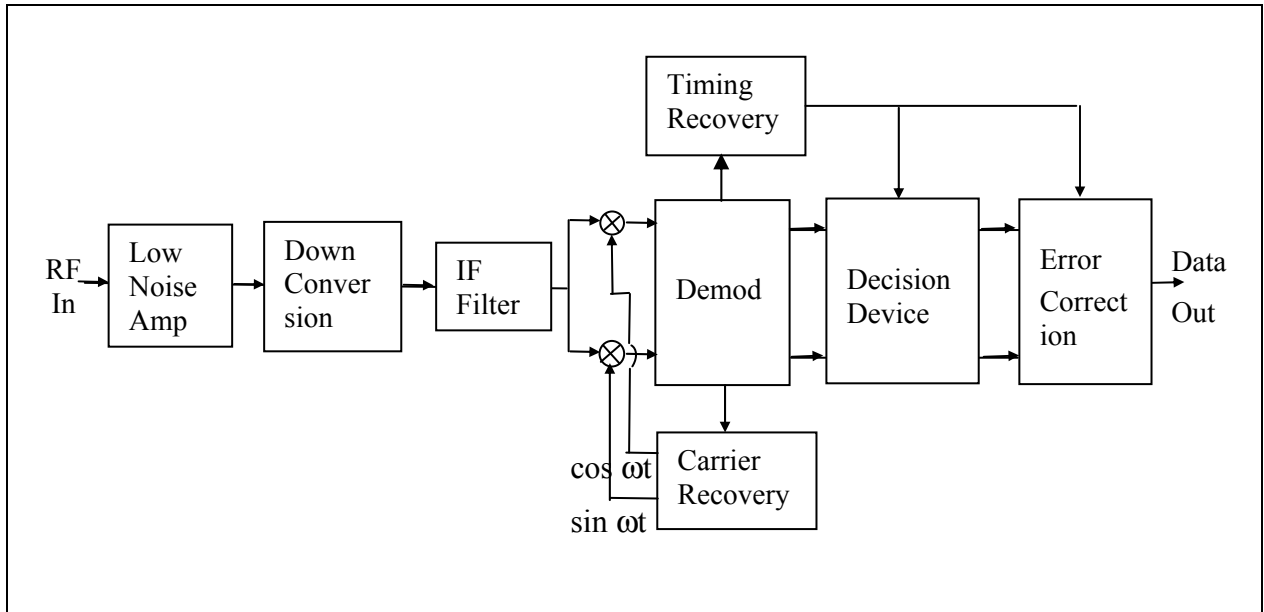 Timing
Recovery
RF
In
Low
Noise
Amp
Down
Conver
sion
IF
Filter
Demod
Decision
Device
Error
Correct
ion
Data
Out
cos ωt
sin ωt
Carrier
Recovery